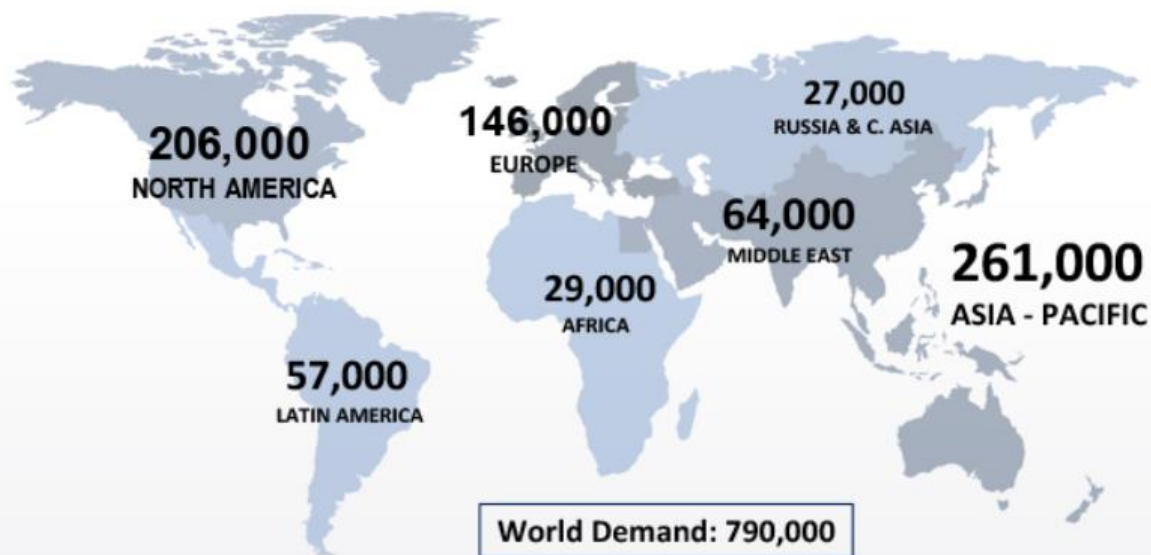 206,000
NORTH AMERICA
146,000
EUROPE
27,000
RUSSIA & C. ASIA
64,000
MIDDLE EAST
261,000
ASIA - PACIFIC
29,000
AFRICA
57,000
LATIN AMERICA
World Demand: 790,000